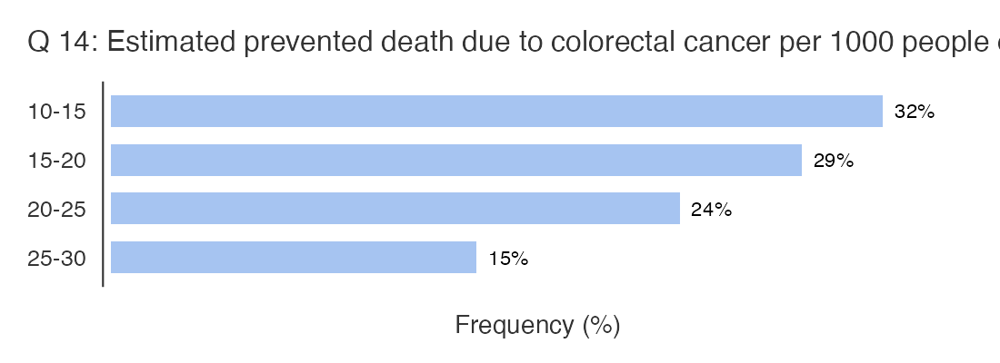 Q 14: Estimated prevented death due to colorectal cancer per 1000 people
10-15 32%
15-20 29%
20-25 24%
25-30 15%
Frequency (%)